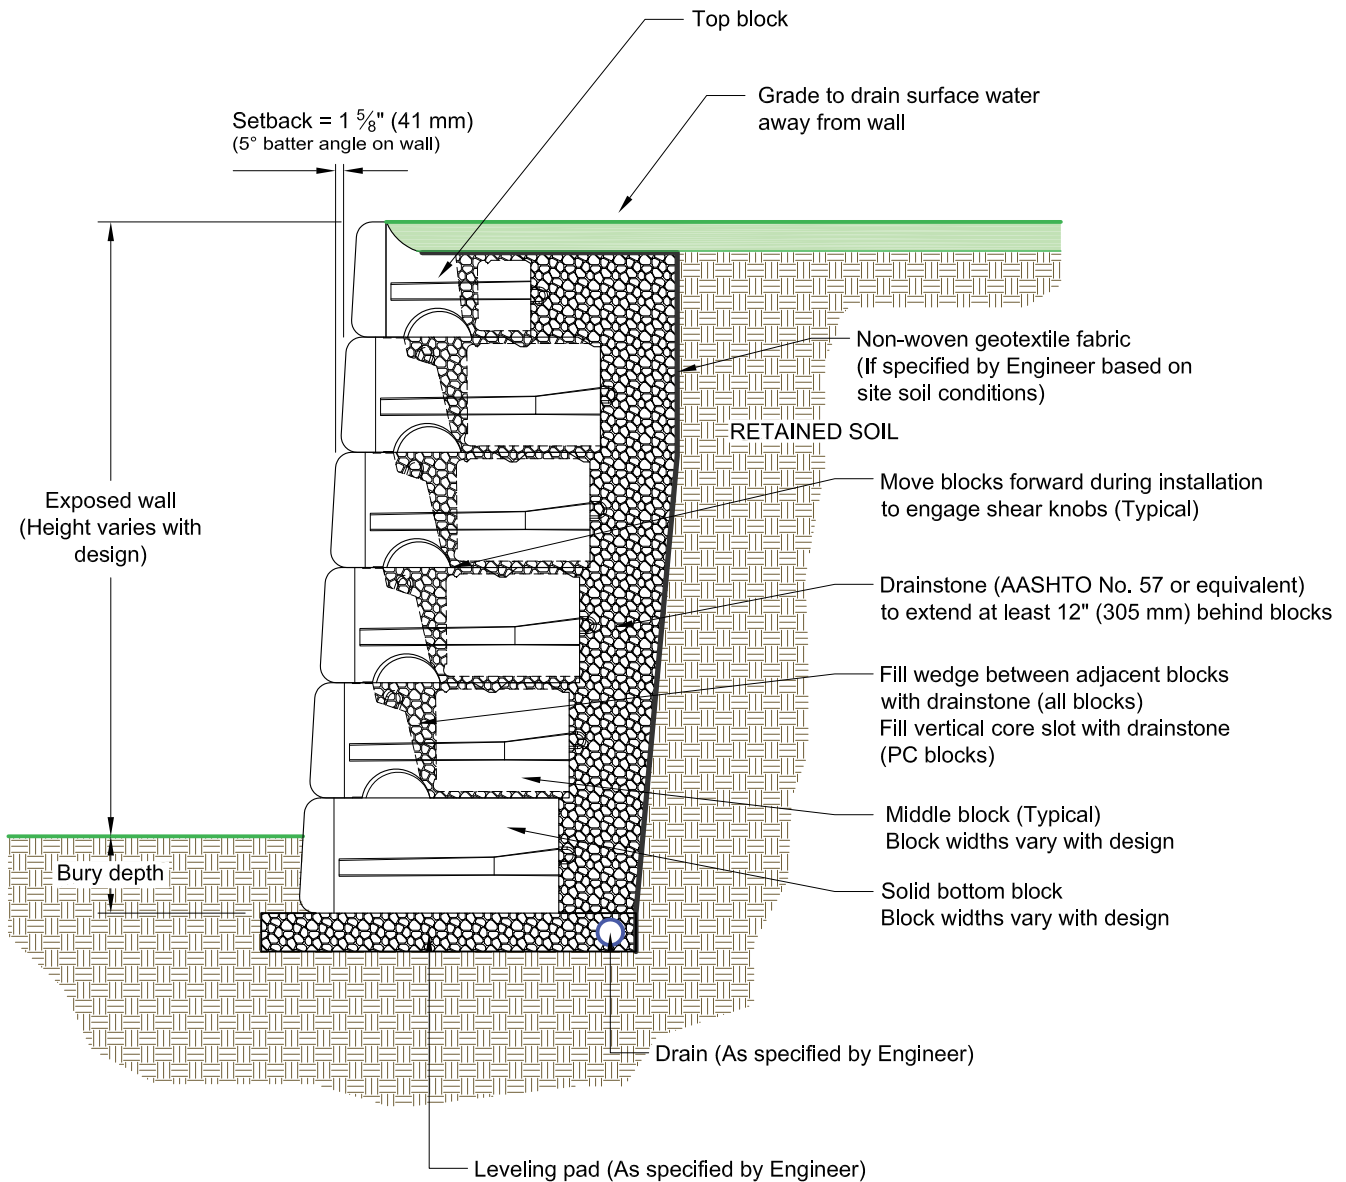 Top block
Grade to drain surface water
away from wall
Setback = 1 5⁄8" (41 mm)
(5° batter angle on wall)
Non-woven geotextile fabric
(If specified by Engineer based on
site soil conditions)
RETAINED SOIL
Move blocks forward during installation
to engage shear knobs (Typical)
Exposed wall
(Height varies with
design)
Drainstone (AASHTO No. 57 or equivalent)
to extend at least 12" (305 mm) behind blocks
Fill wedge between adjacent blocks
with drainstone (all blocks)
Fill vertical core slot with drainstone
(PC blocks)
Middle block (Typical)
Block widths vary with design
Bury depth
Solid bottom block
Block widths vary with design
Drain (As specified by Engineer)
Leveling pad (As specified by Engineer)